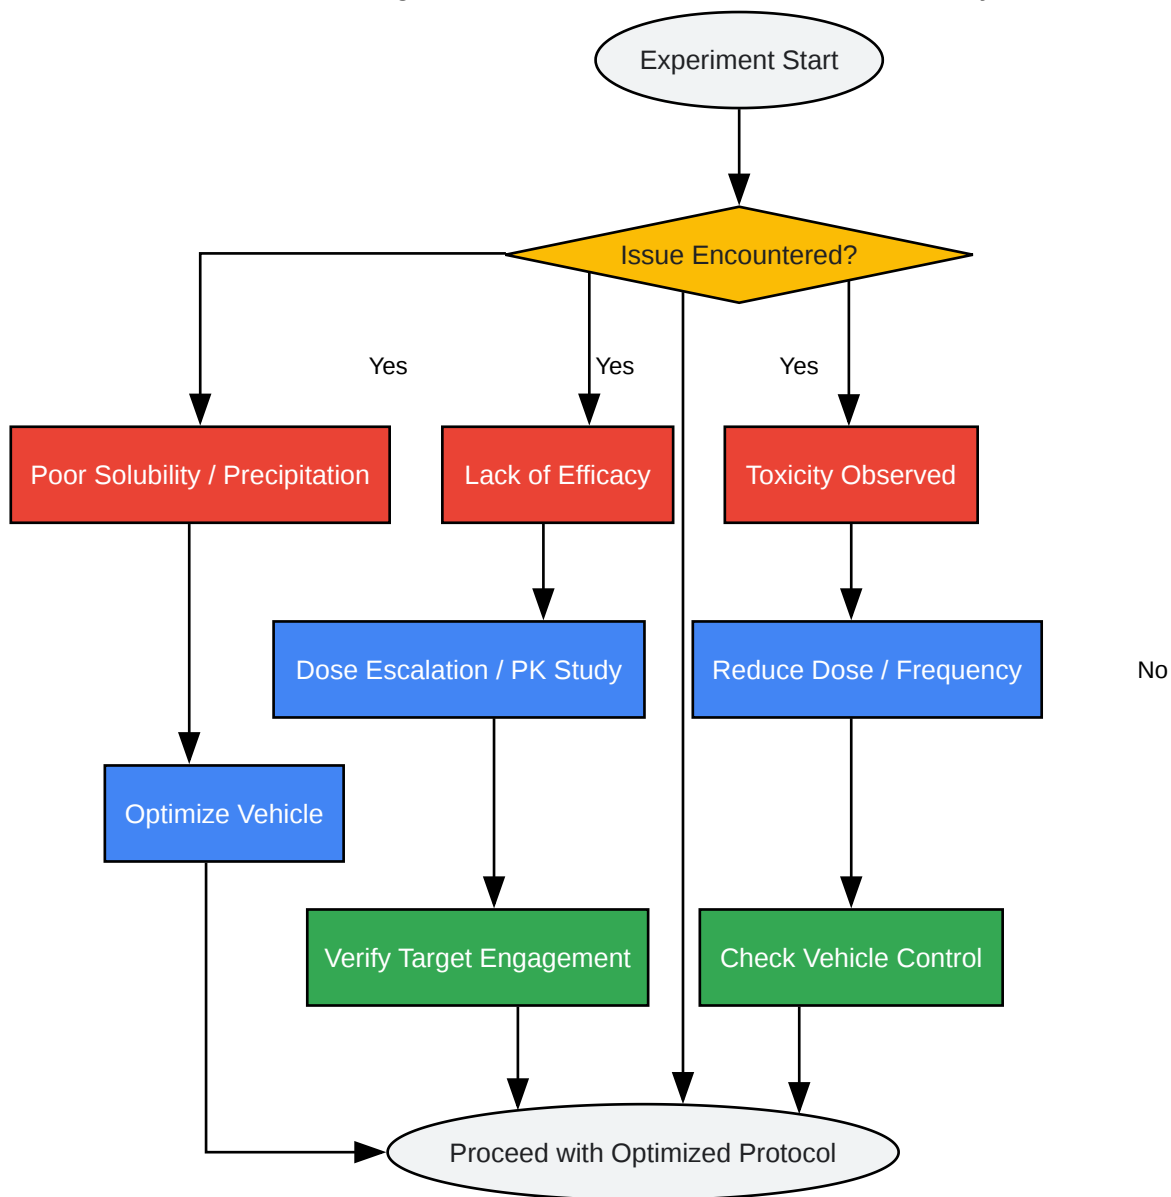 Experiment Start
Issue Encountered?
Yes
Yes
Yes
Poor Solubility / Precipitation
Lack of Efficacy
Toxicity Observed
Dose Escalation / PK Study
Reduce Dose / Frequency
No
Optimize Vehicle
Verify Target Engagement
Check Vehicle Control
Proceed with Optimized Protocol